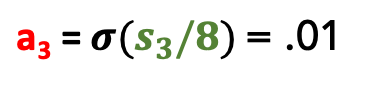 a₃ = σ(s₃/8) = .01